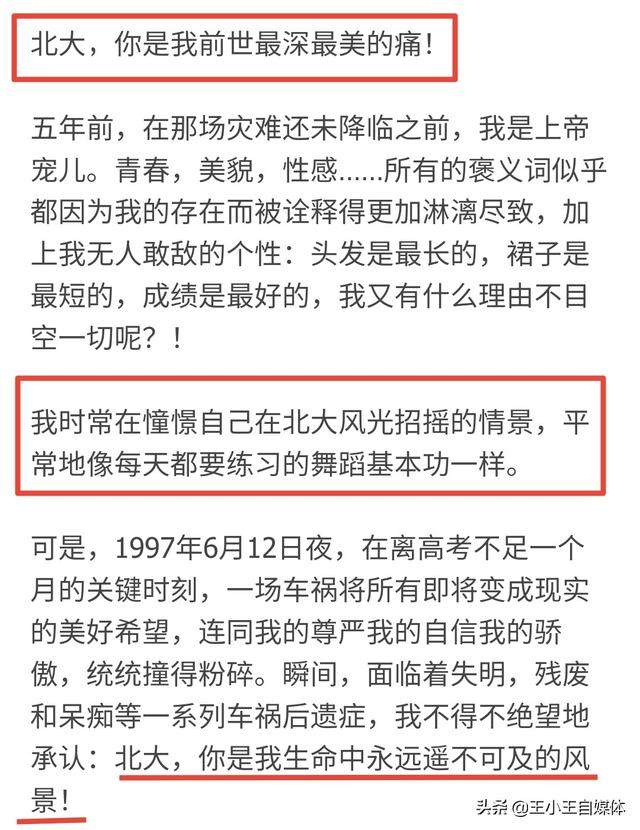 北大，你是我前世最深最美的痛！
五年前，在那场灾难还未降临之前，我是上帝
宠儿。青春，美貌，性感……所有的褒义词似乎
都因为我的存在而被诠释得更加淋漓尽致，加
上我无人敢敌的个性：头发是最长的，裙子是
最短的，成绩是最好的，我又有什么理由不目
空一切呢？！
我时常在憧憬自己在北大风光招摇的情景，平
常地像每天都要练习的舞蹈基本功一样。
可是，1997年6月12日夜，在离高考不足一个
月的关键时刻，一场车祸将所有即将变成现实
的美好希望，连同我的尊严我的自信我的骄
傲，统统撞得粉碎。瞬间，面临着失明，残废
和呆痴等一系列车祸后遗症，我不得不绝望地
承认：北大，你是我生命中永远遥不可及的风
景！
头条 @王小王自媒体